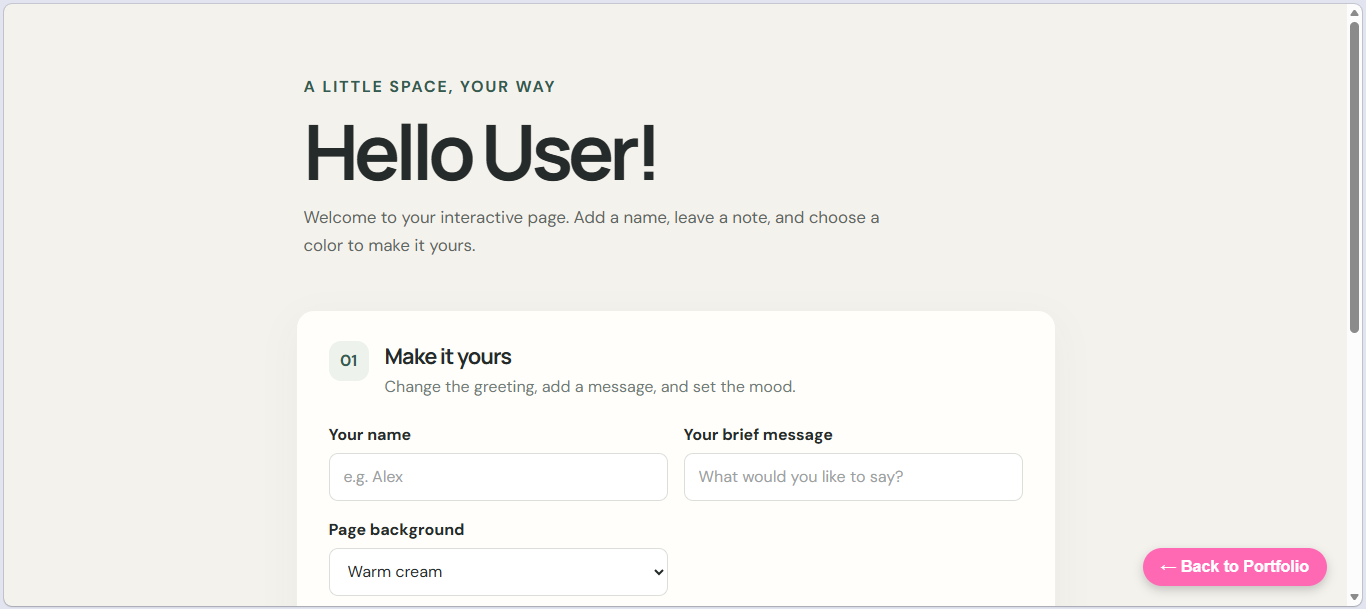 A LITTLE SPACE, YOUR WAY
Hello User!
Welcome to your interactive page. Add a name, leave a note, and choose a
color to make it yours.
01
Make it yours
Change the greeting, add a message, and set the mood.
Your name
e.g. Alex
Your brief message
What would you like to say?
Page background
Warm cream
← Back to Portfolio